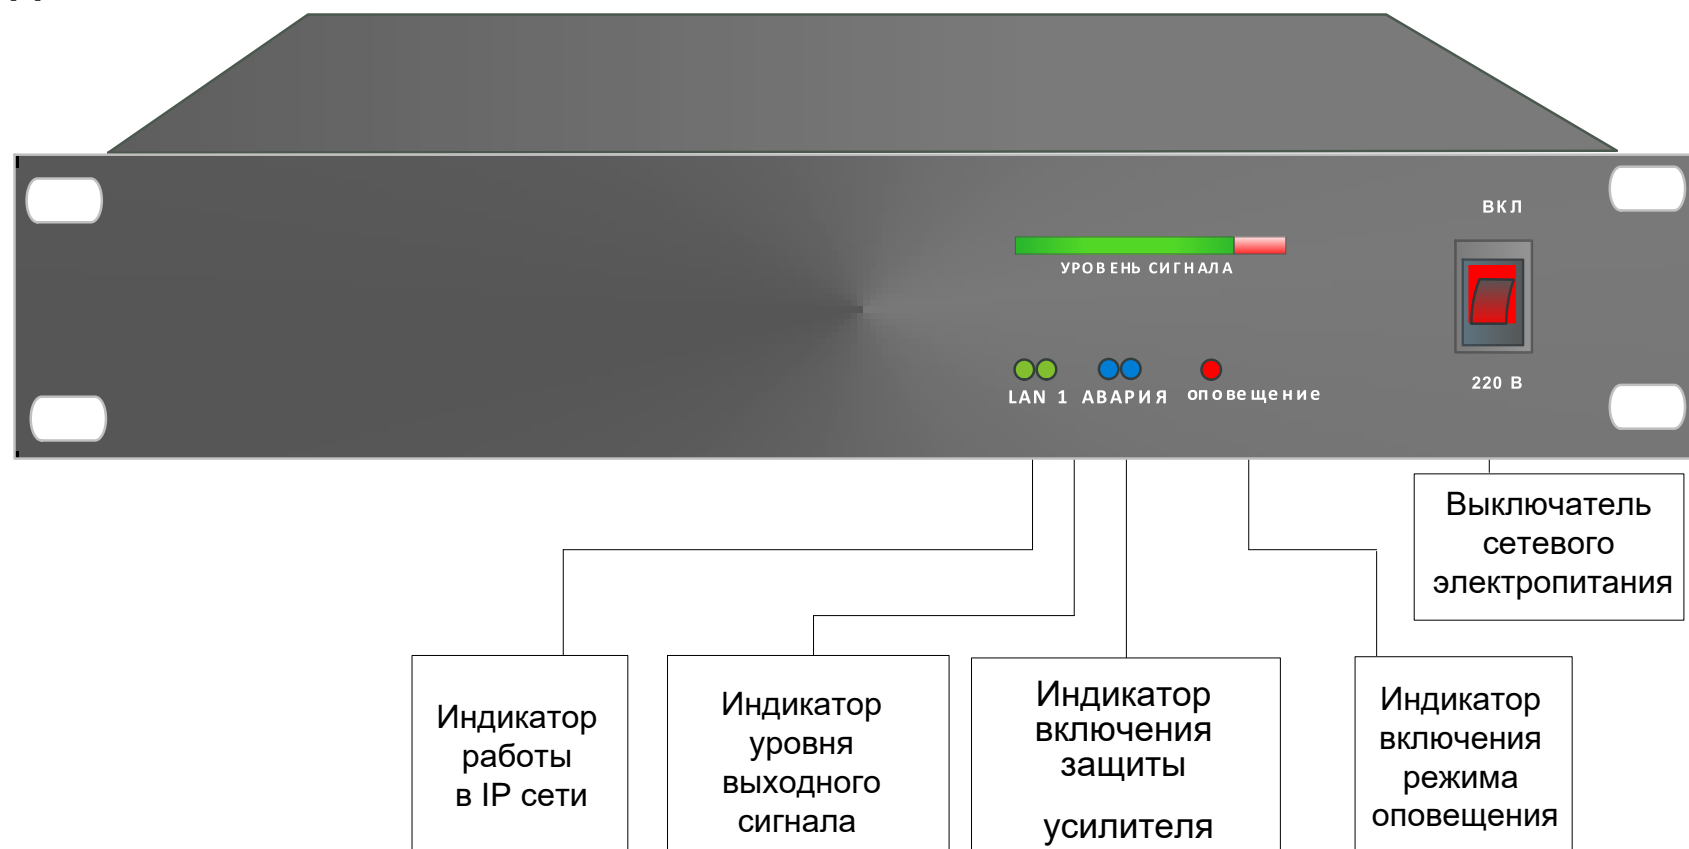 ВКЛ
УРОВЕНЬ СИГНАЛА
LAN 1 АВАРИЯ оповещение
220 В
Выключатель
сетевого
электропитания
Индикатор
работы
в IP сети
Индикатор
уровня
выходного
сигнала
Индикатор
включения
защиты
усилителя
Индикатор
включения
режима
оповещения